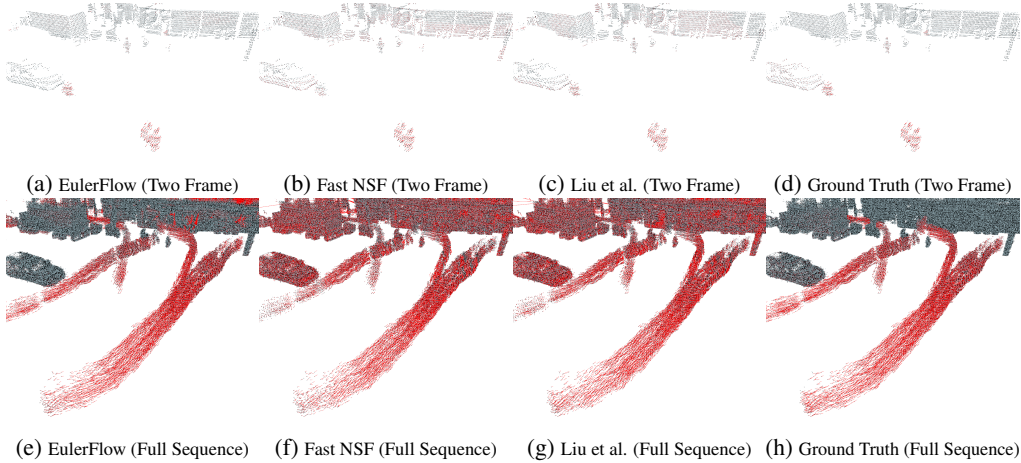 (a) EulerFlow (Two Frame)
(b) Fast NSF (Two Frame)
(c) Liu et al. (Two Frame)
(d) Ground Truth (Two Frame)
(e) EulerFlow (Full Sequence)
(f) Fast NSF (Full Sequence)
(g) Liu et al. (Full Sequence)
(h) Ground Truth (Full Sequence)